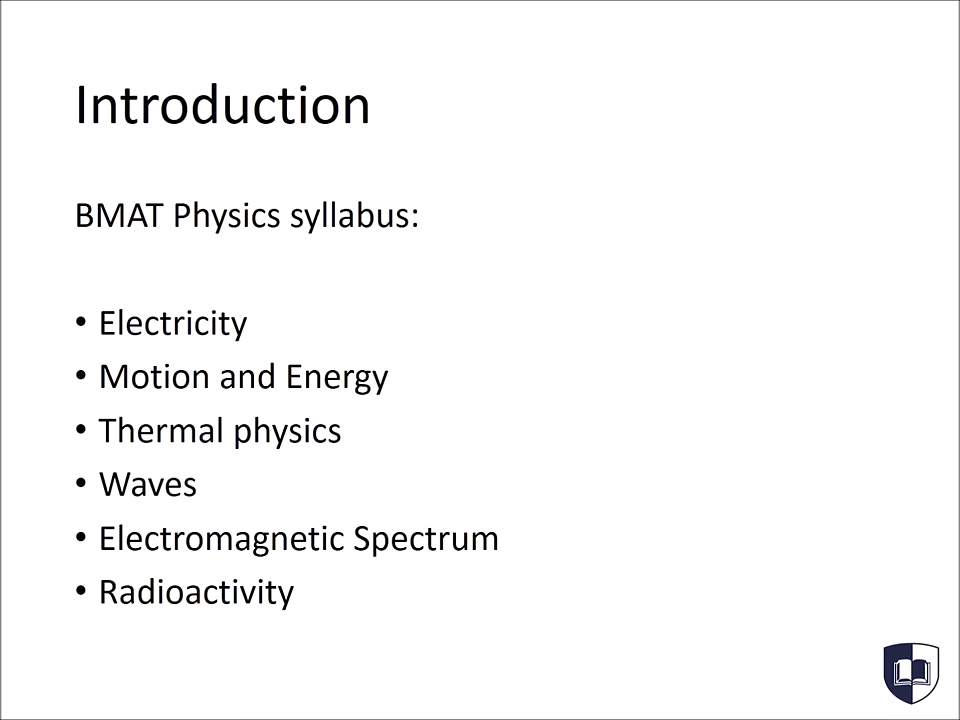 Introduction
BMAT Physics syllabus:
• Electricity
• Motion and Energy
• Thermal physics
• Waves
• Electromagnetic Spectrum
• Radioactivity